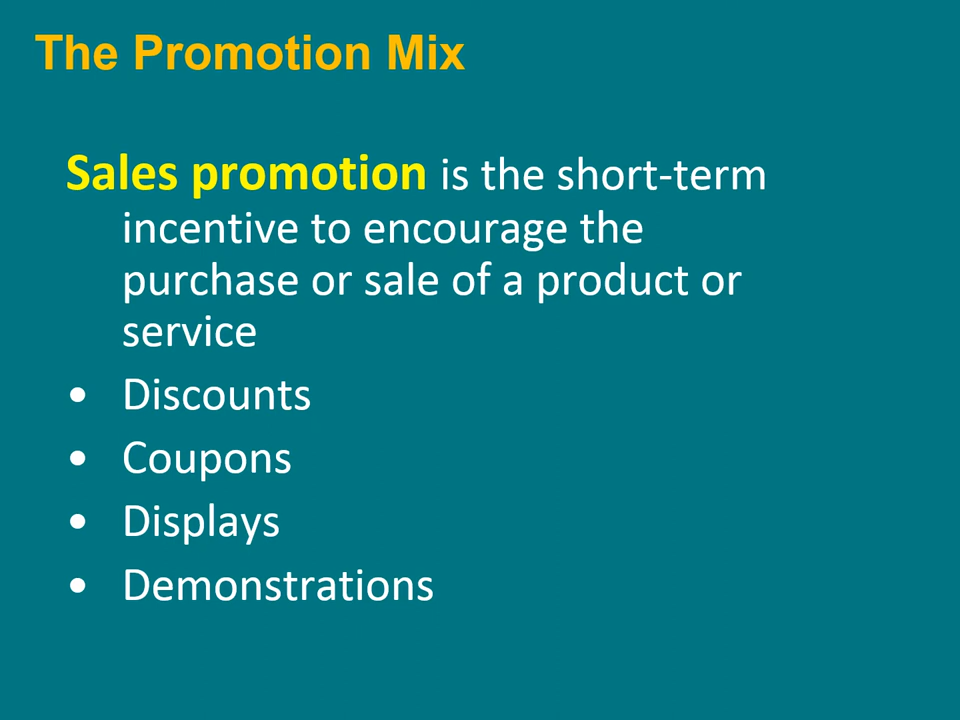 The Promotion Mix
Sales promotion is the short-term
incentive to encourage the
purchase or sale of a product or
service
• Discounts
• Coupons
• Displays
• Demonstrations